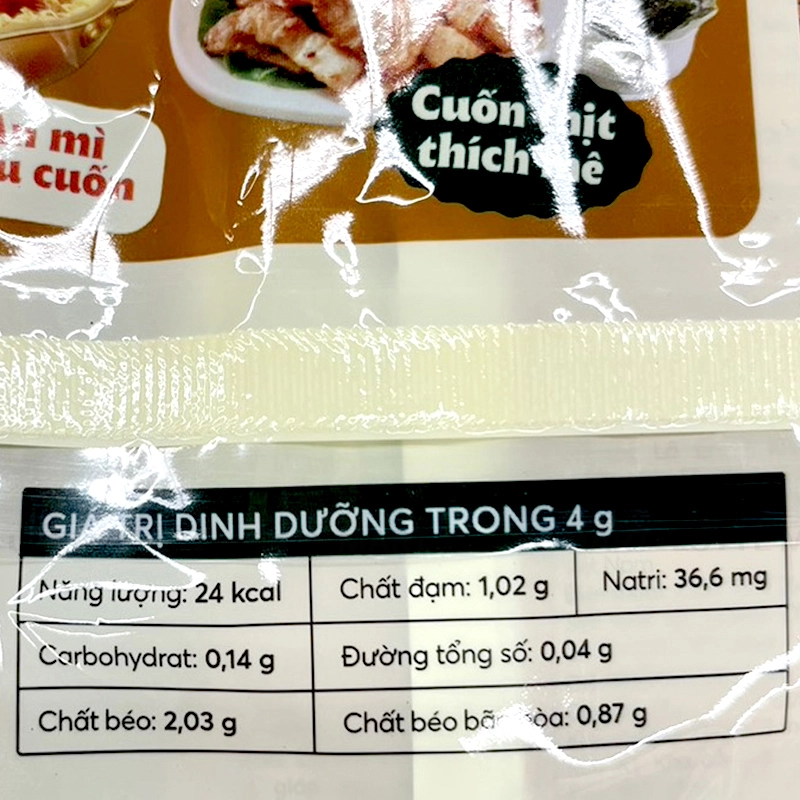 mì
cuốn
Cuốn
thích
GIÁ TRỊ DINH DƯỠNG TRONG 4 g
Năng lượng: 24 kcal
Chất đạm: 1,02 g
Natri: 36,6 mg
Carbohydrat: 0,14 g
Đường tổng số: 0,04 g
Chất béo: 2,03 g
Chất béo bão hòa: 0,87 g